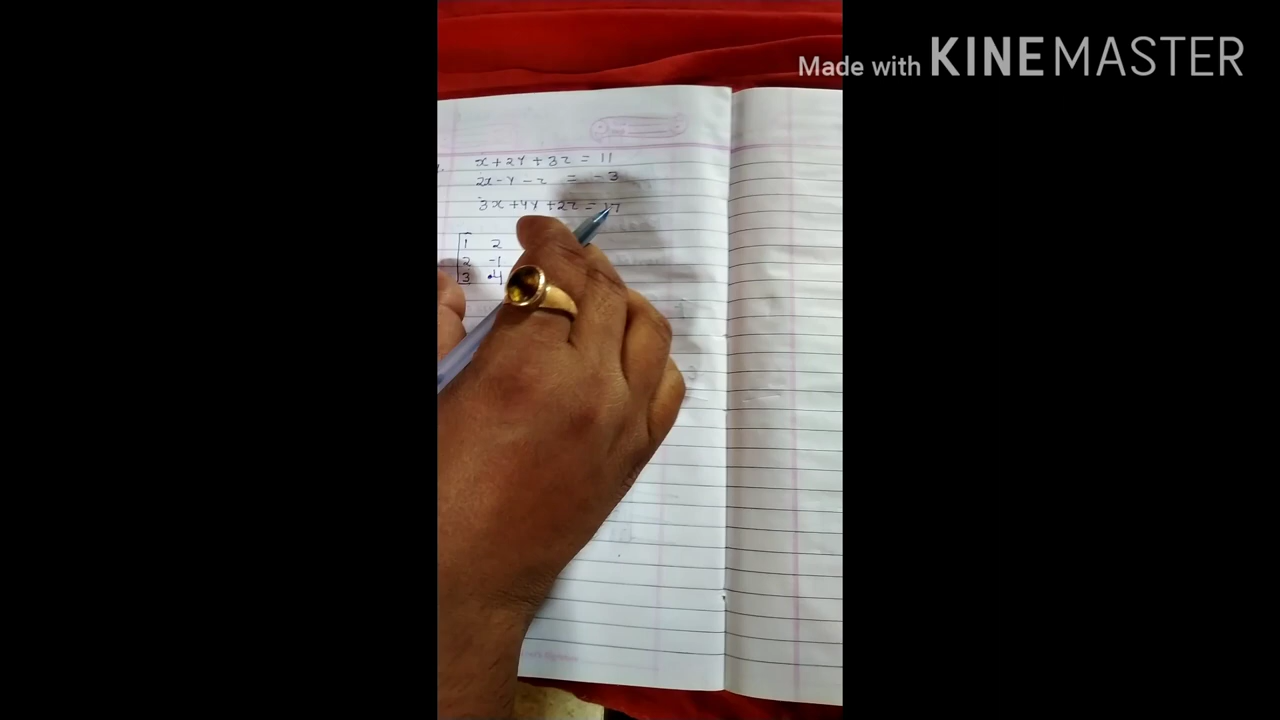 Made with KINEMASTER
x + 2y + 3z = 11
2x - y - z = -3
3x + 4y + 2z = 17
1 2
2 -1
3 4